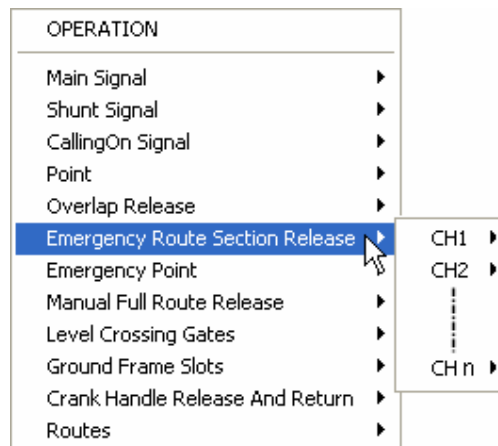 OPERATION
Main Signal
Shunt Signal
CallingOn Signal
Point
Overlap Release
Emergency Route Section Release
Emergency Point
Manual Full Route Release
Level Crossing Gates
Ground Frame Slots
Crank Handle Release And Return
Routes
CH1
CH2
CH n